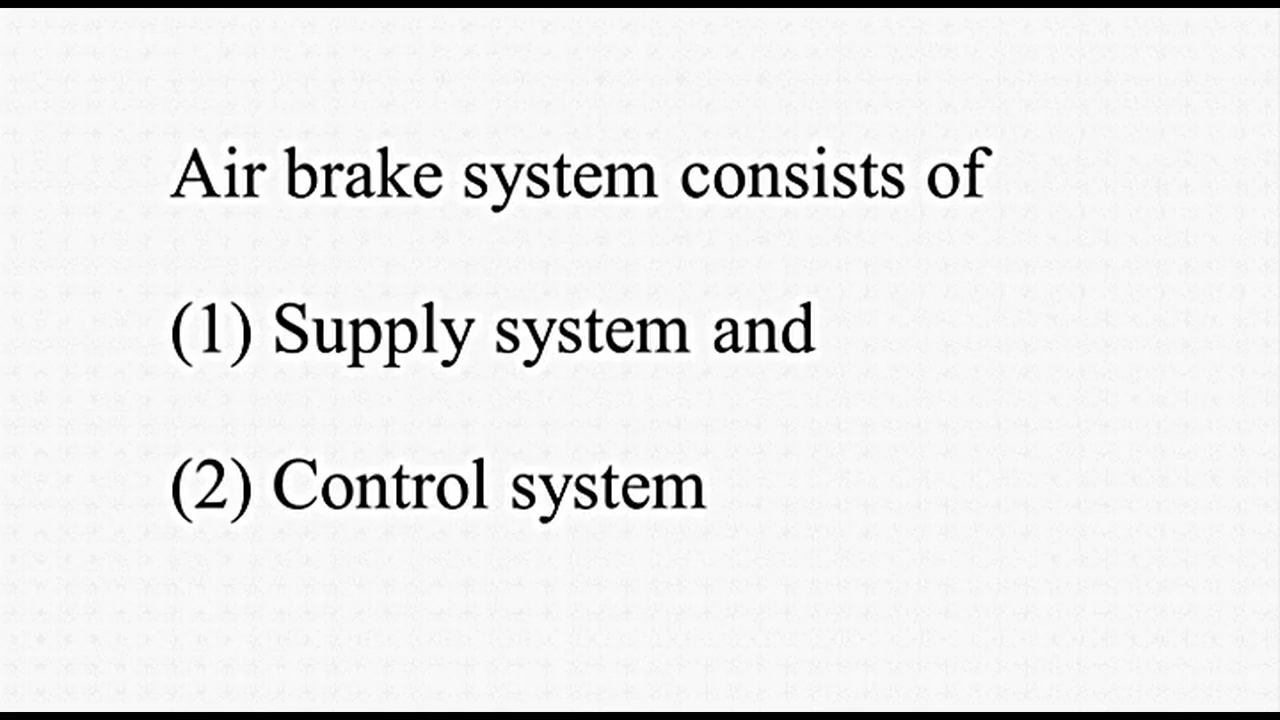 Air brake system consists of
(1) Supply system and
(2) Control system